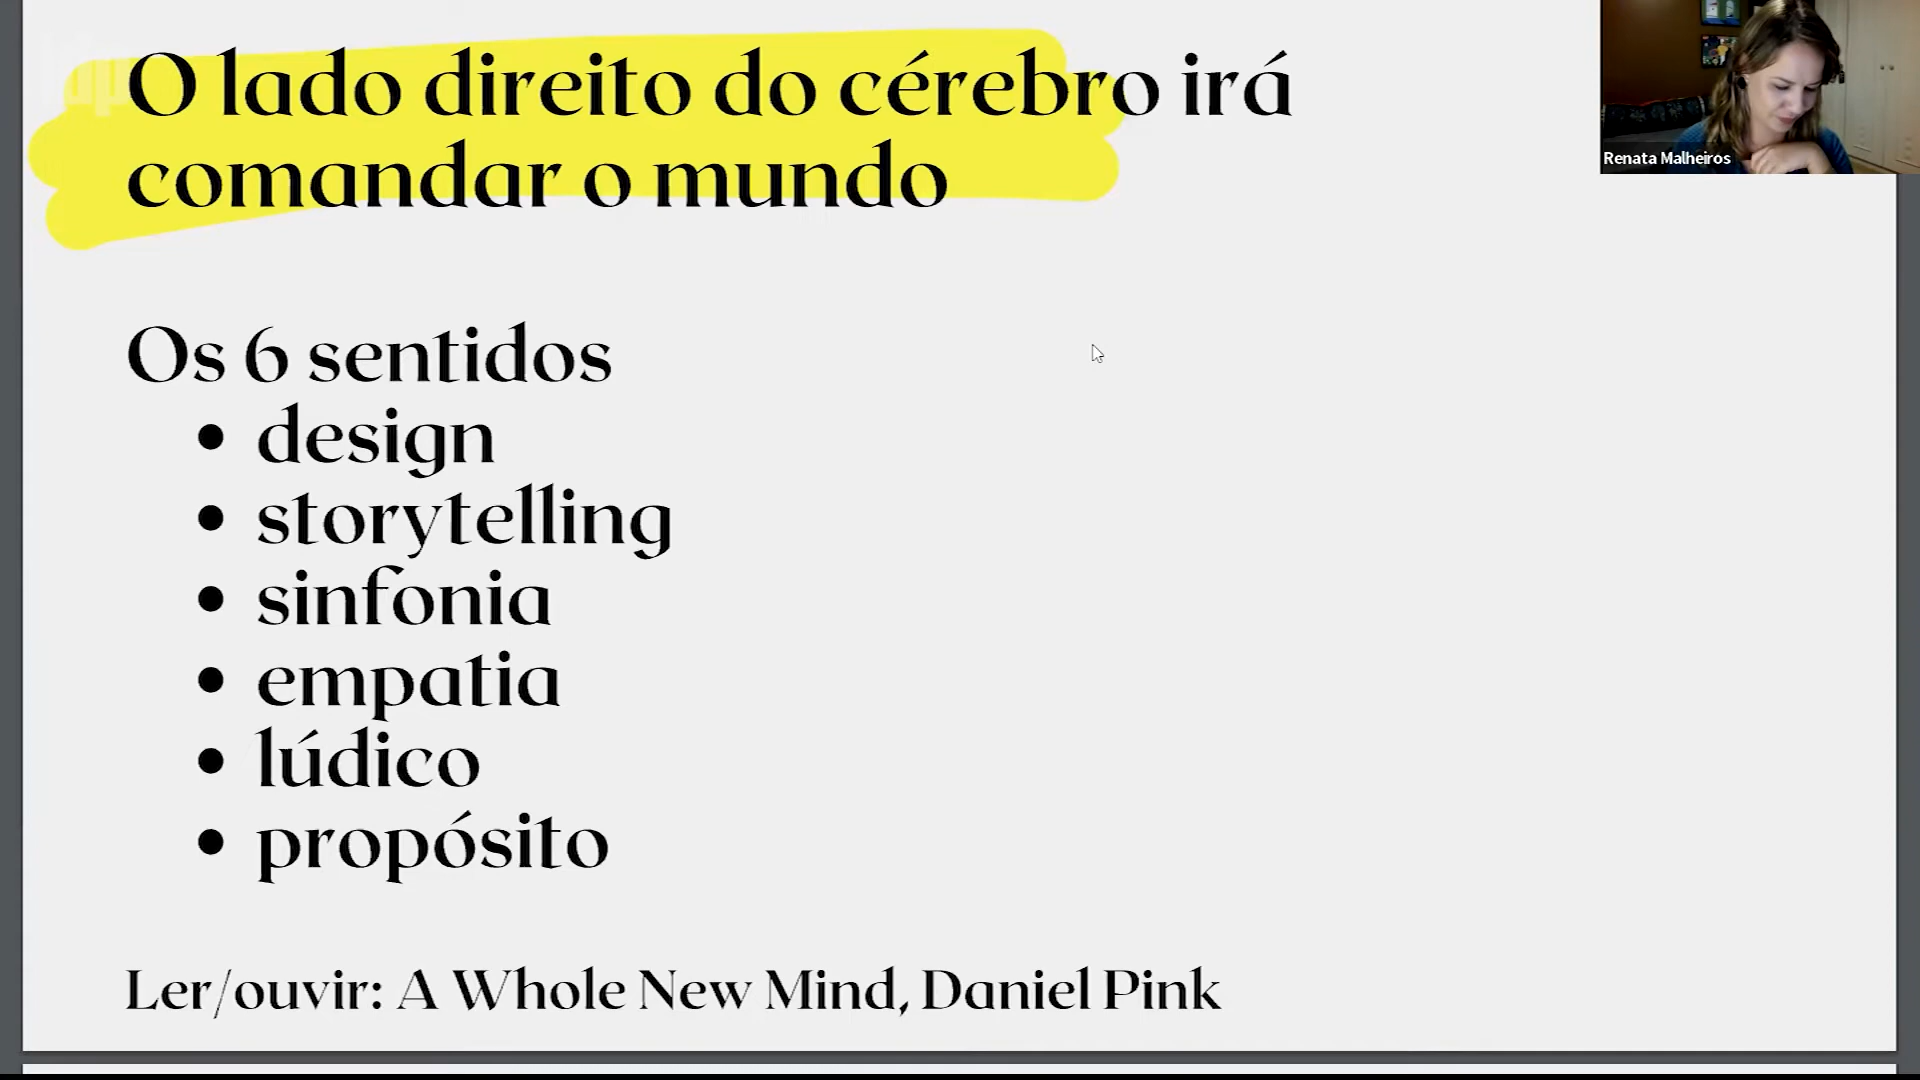 O lado direito do cérebro irá
comandar o mundo
Renata Malheiros
Os 6 sentidos
• design
• storytelling
• sinfonia
• empatia
• lúdico
• propósito
Ler/ouvir: A Whole New Mind, Daniel Pink